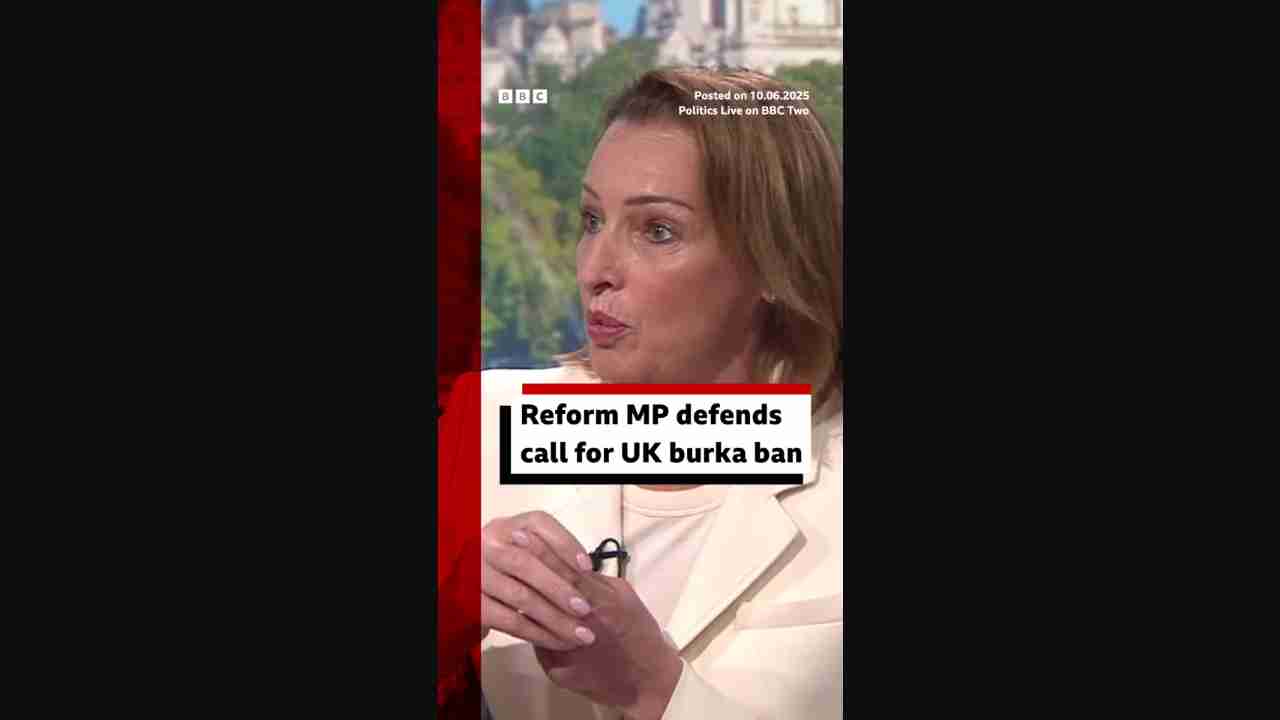 BBC
Posted on 10.06.2025
Politics Live on BBC Two
Reform MP defends
call for UK burka ban